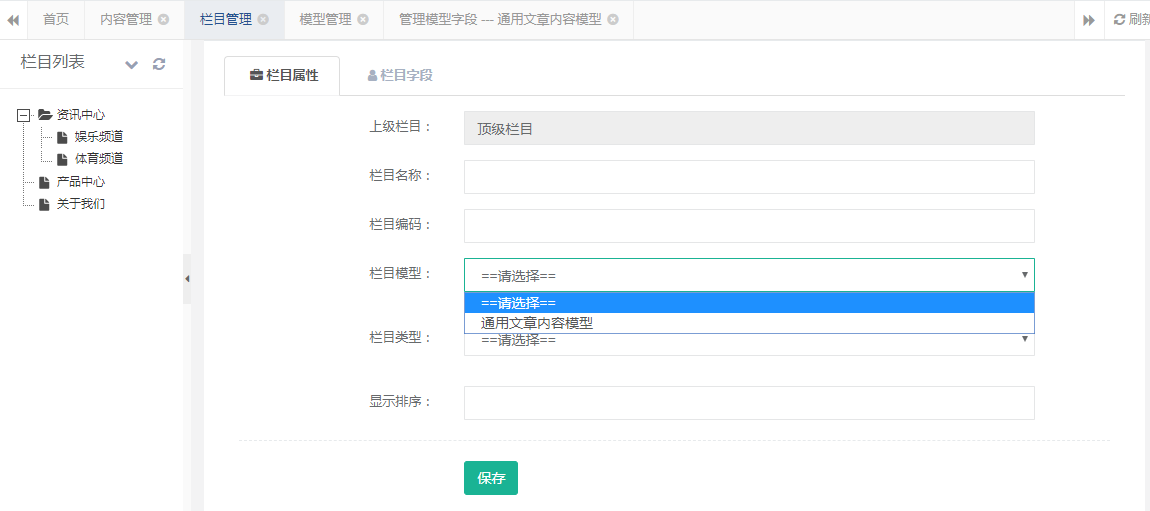 首页 内容管理 栏目管理 模型管理 管理模型字段 --- 通用文章内容模型 刷新
栏目列表
资讯中心
娱乐频道
体育频道
产品中心
关于我们
栏目属性 栏目字段
上级栏目： 顶级栏目
栏目名称：
栏目编码：
栏目模型： ==请选择==
==请选择==
通用文章内容模型
栏目类型： ==请选择==
显示排序：
保存